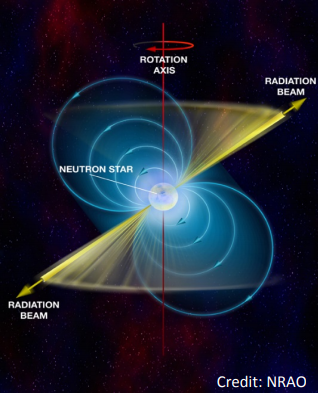 ROTATION
AXIS
RADIATION
BEAM
NEUTRON STAR
RADIATION
BEAM
Credit: NRAO